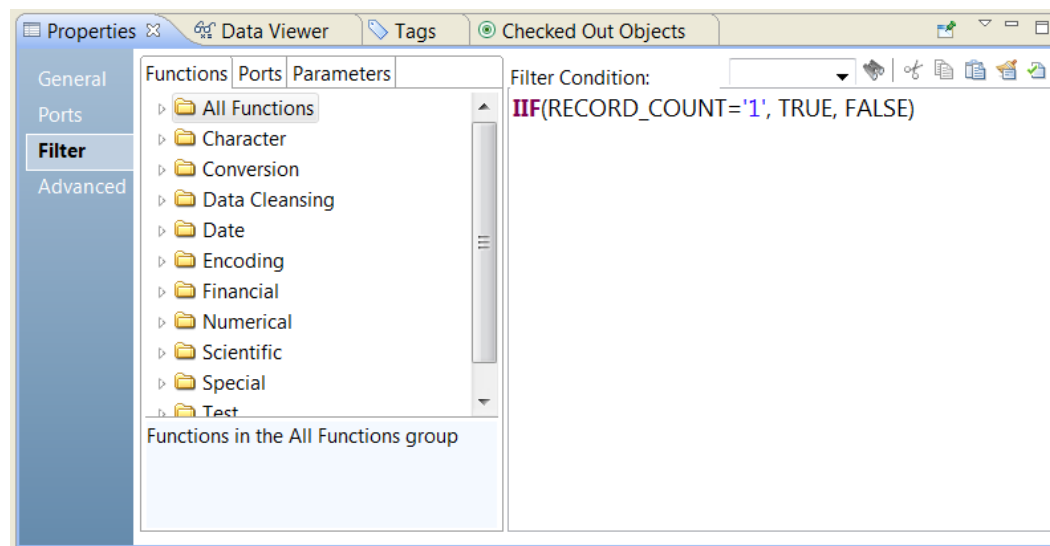 Properties Data Viewer Tags Checked Out Objects
General
Ports
Filter
Advanced
Functions Ports Parameters
All Functions
Character
Conversion
Data Cleansing
Date
Encoding
Financial
Numerical
Scientific
Special
Test
Functions in the All Functions group
Filter Condition:
IIF(RECORD_COUNT='1', TRUE, FALSE)